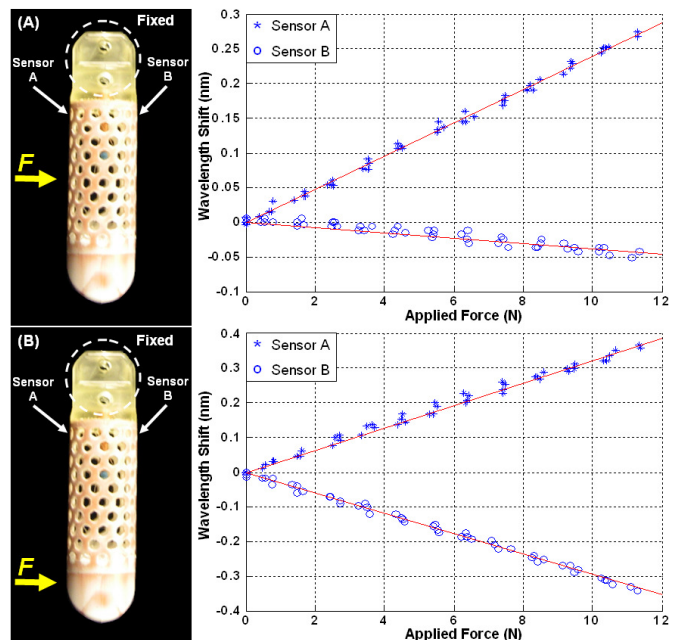 (A)
Fixed
Sensor A
Sensor B
F
Wavelength Shift (nm)
0.3
0.25
0.2
0.15
0.1
0.05
0
-0.05
-0.1
* Sensor A
○ Sensor B
0 2 4 6 8 10 12
Applied Force (N)
(B)
Fixed
Sensor A
Sensor B
F
Wavelength Shift (nm)
0.4
0.3
0.2
0.1
0
-0.1
-0.2
-0.3
-0.4
* Sensor A
○ Sensor B
0 2 4 6 8 10 12
Applied Force (N)